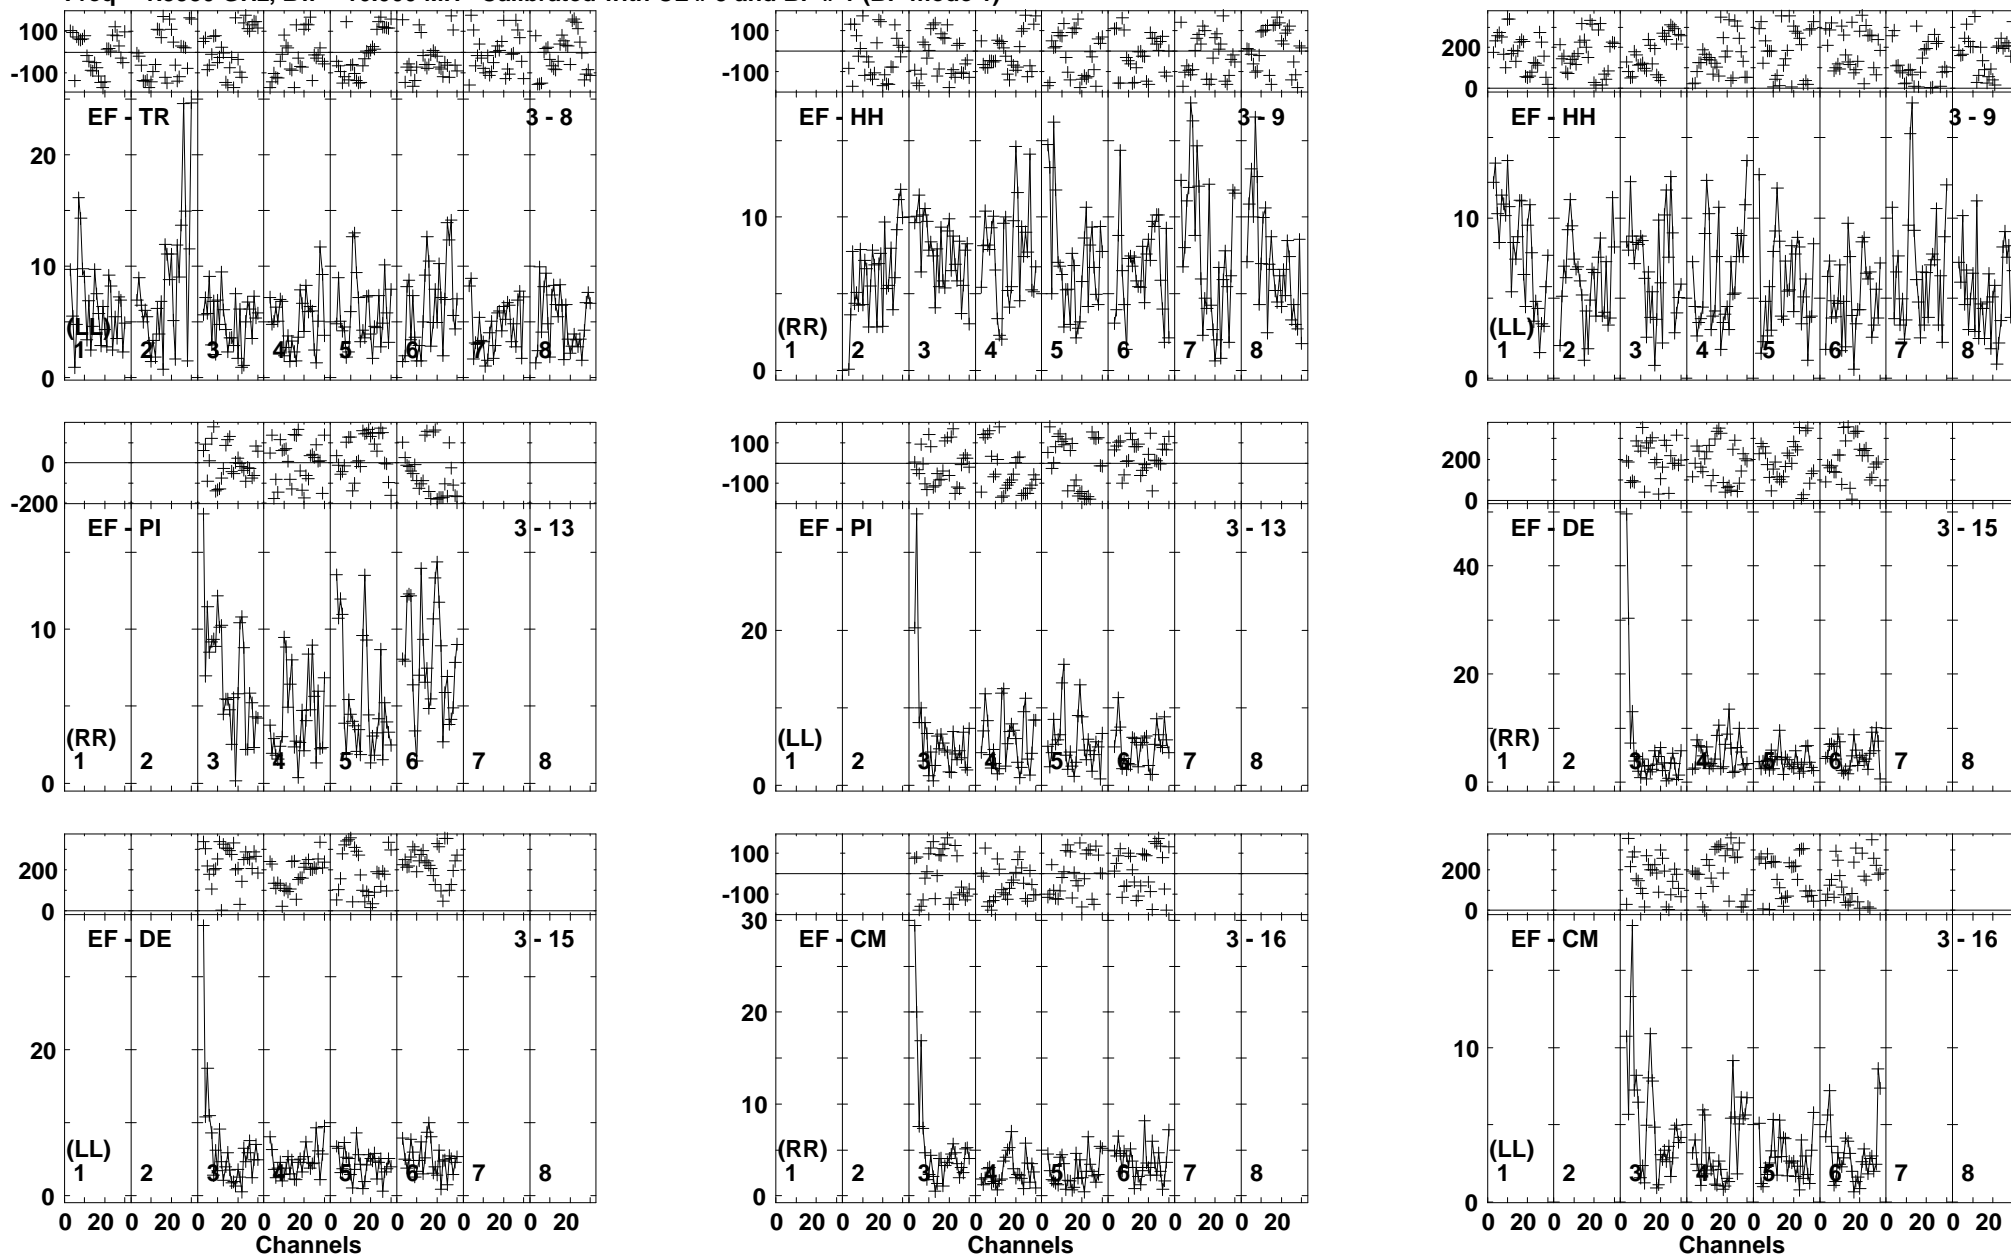 100 100 200
-100 -100 0
EF - TR 3 - 8 EF - HH 3 - 9 EF - HH 3 - 9
20
10 10 10
(LL) (RR) (LL)
1 2 3 4 5 6 7 8 1 2 3 4 5 6 7 8 1 2 3 4 5 6 7 8
0 0 0
0 100 200
-200 -100 0
EF - PI 3 - 13 EF - PI 3 - 13 EF - DE 3 - 15
40
10 20 20
(RR) (LL) (RR)
1 2 3 4 5 6 7 8 1 2 3 4 5 6 7 8 1 2 3 4 5 6 7 8
0 0 0
200 100 200
0 -100 0
30
EF - DE 3 - 15 EF - CM 3 - 16 EF - CM 3 - 16
20 20
10 10
(LL) (RR) (LL)
1 2 3 4 5 6 7 8 1 2 3 4 5 6 7 8 1 2 3 4 5 6 7 8
0 0 0
0 20 0 20 0 20 0 20 0 20 0 20 0 20 0 20 0 20 0 20 0 20 0 20 0 20 0 20 0 20 0 20 0 20 0 20 0 20 0 20 0 20 0 20 0 20 0 20
Channels Channels Channels